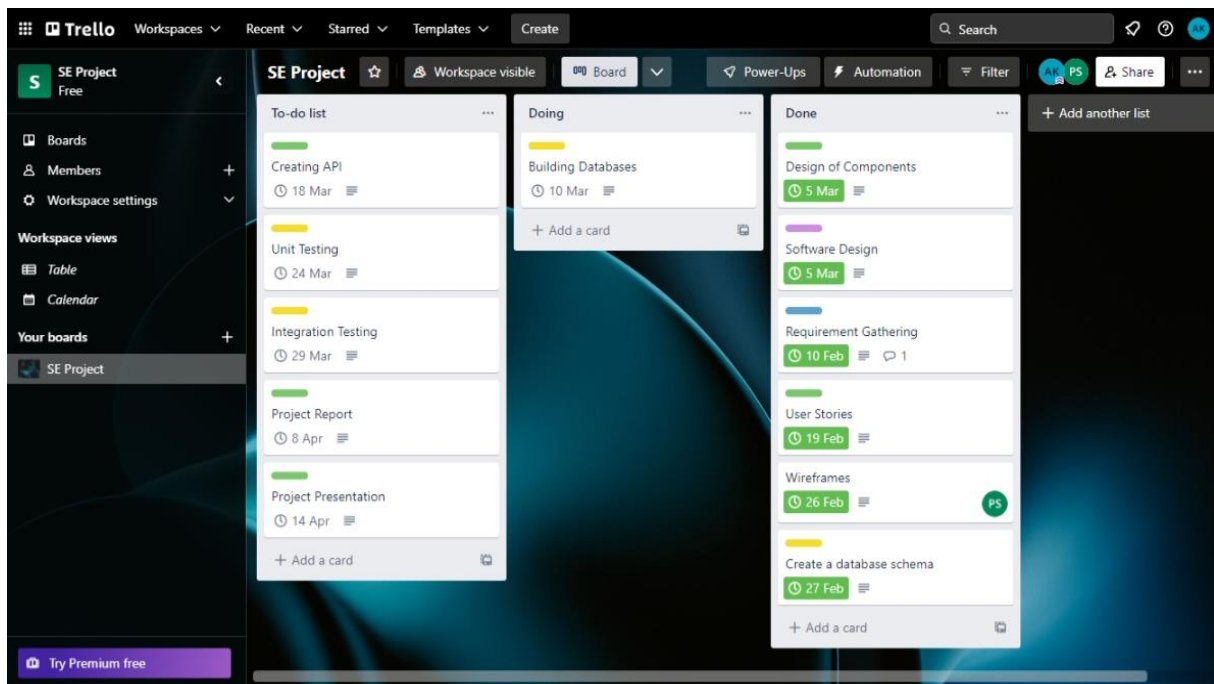 Trello Workspaces Recent Starred Templates Create Search AK
S SE Project
Free
Boards
Members
Workspace settings
Workspace views
Table
Calendar
Your boards
SE Project
Try Premium free
SE Project Workspace visible Board Power-Ups Automation Filter AK PS Share
To-do list
Creating API
18 Mar
Unit Testing
24 Mar
Integration Testing
29 Mar
Project Report
8 Apr
Project Presentation
14 Apr
+ Add a card
Doing
Building Databases
10 Mar
+ Add a card
Done
Design of Components
5 Mar
Software Design
5 Mar
Requirement Gathering
10 Feb 1
User Stories
19 Feb
Wireframes
26 Feb PS
Create a database schema
27 Feb
+ Add a card
+ Add another list